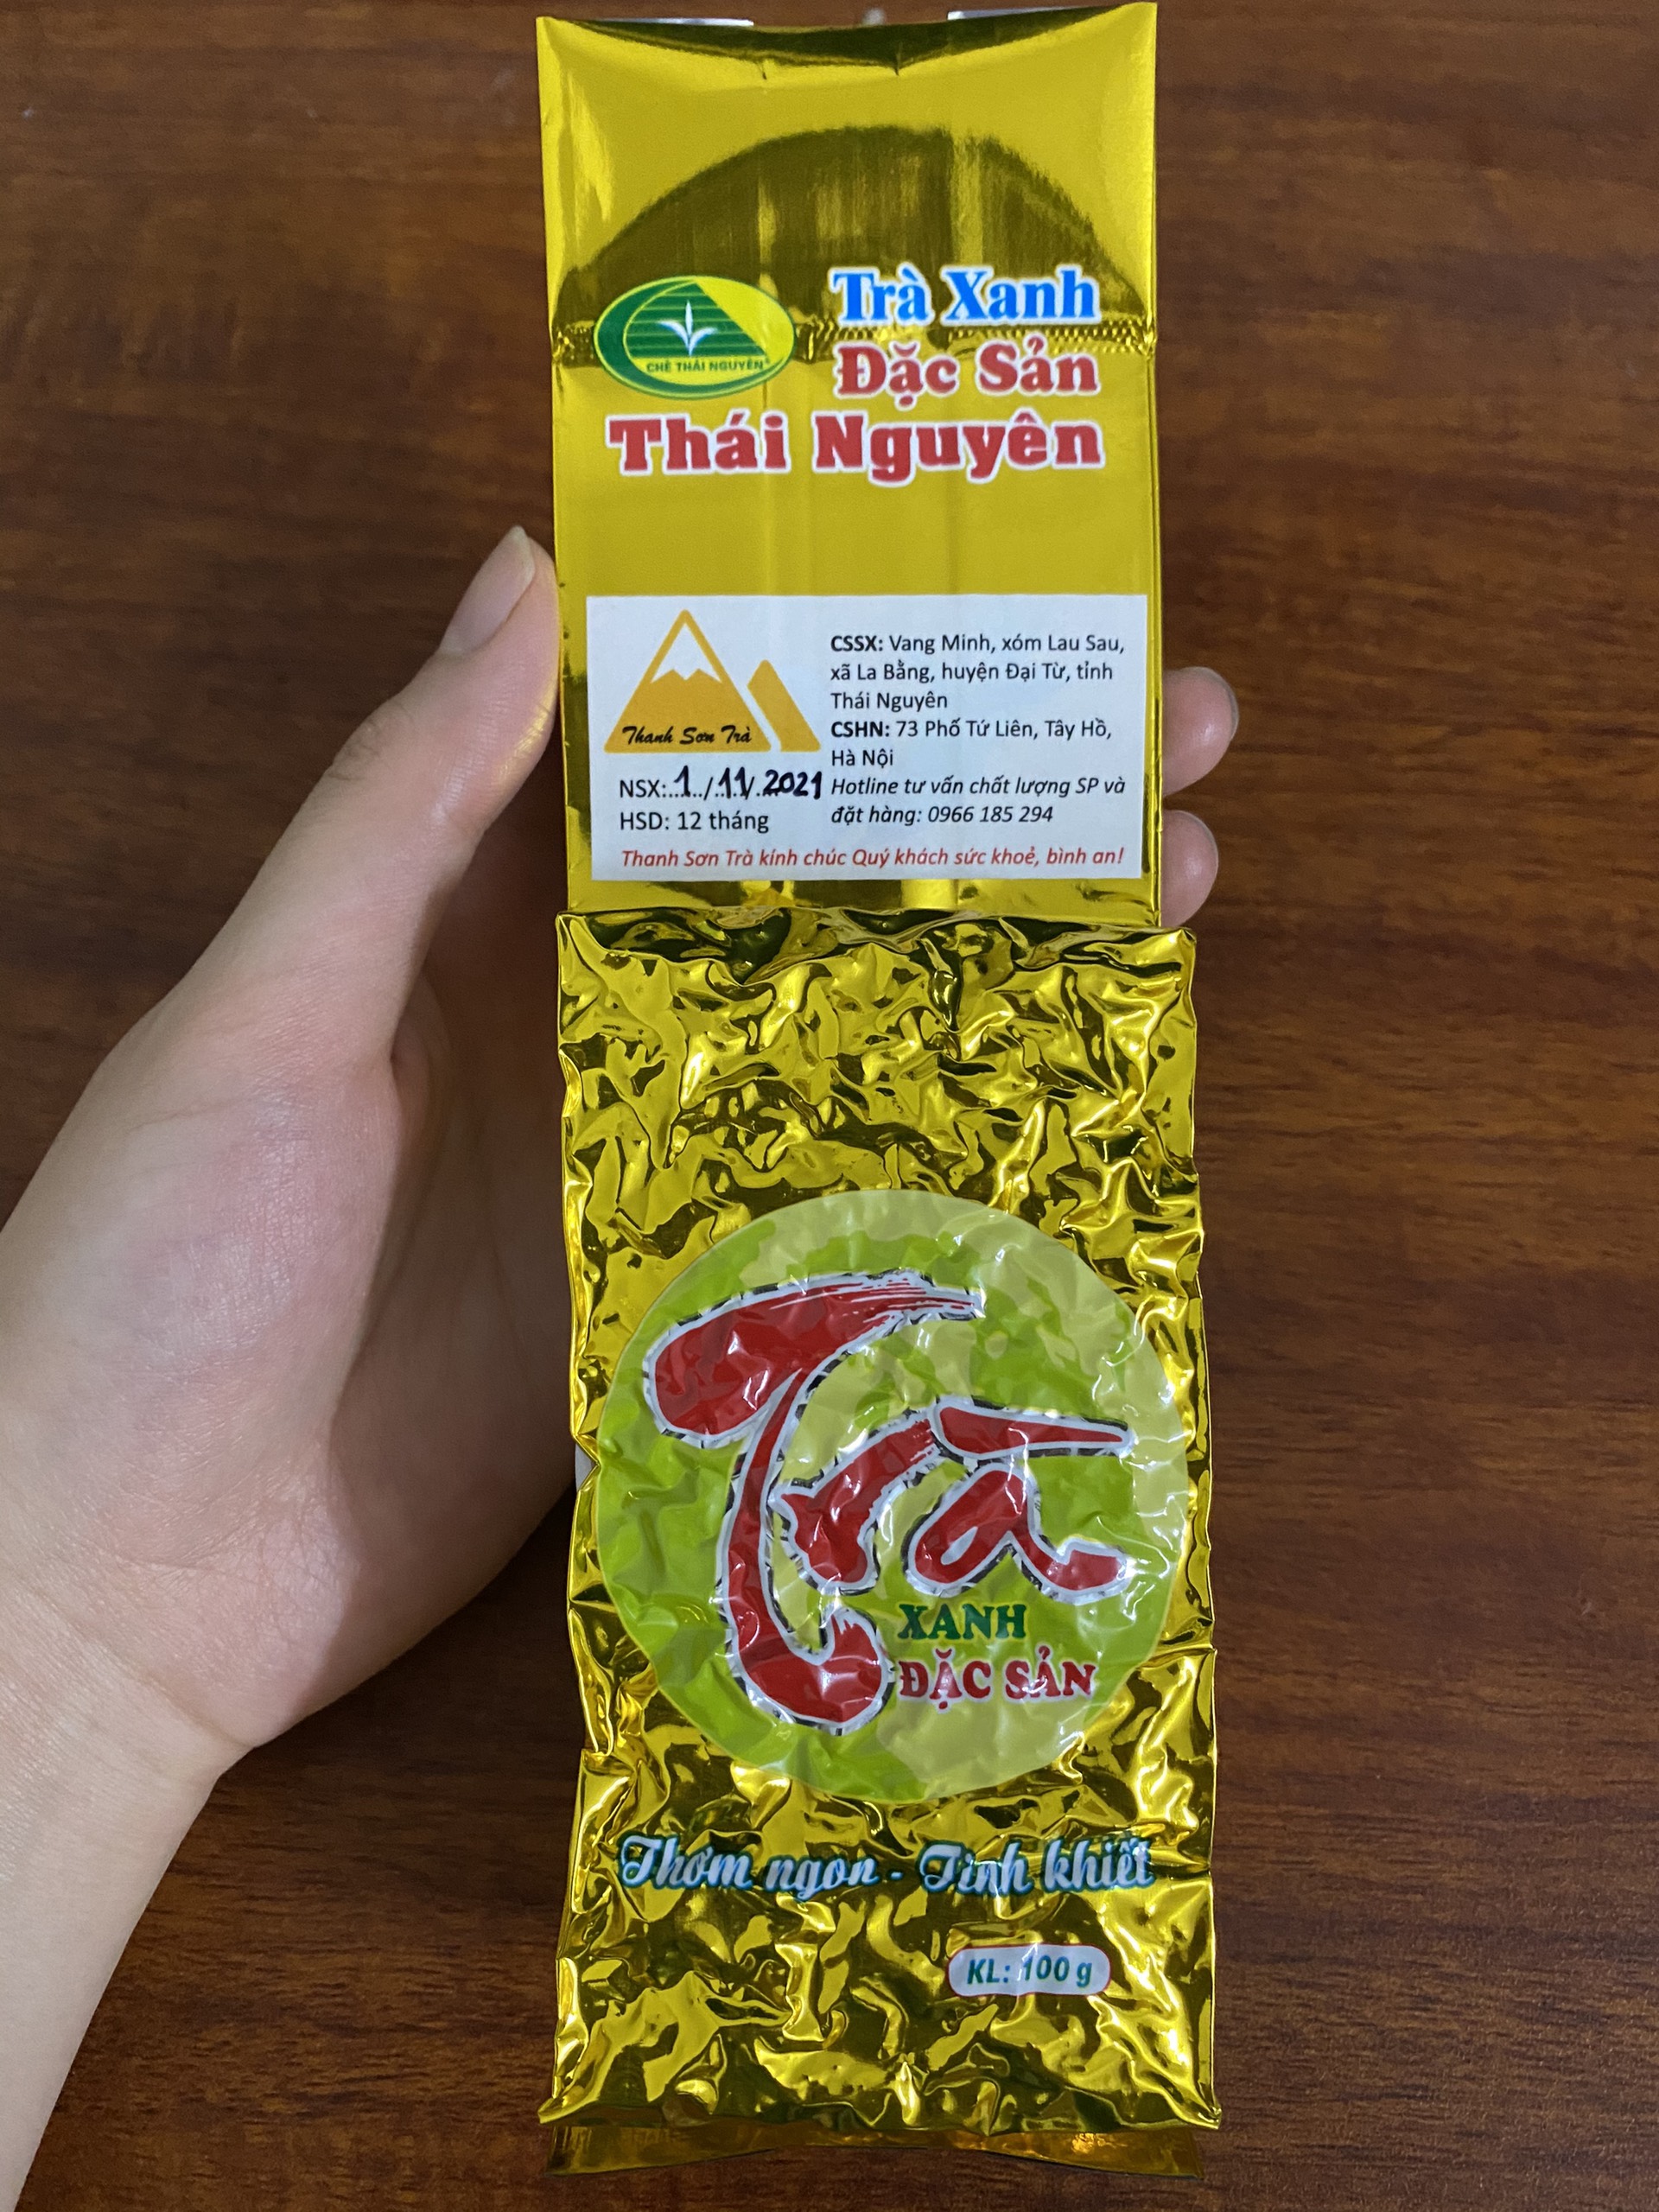 CHÈ THÁI NGUYÊN
Trà Xanh
Đặc Sản
Thái Nguyên
Thanh Sơn Trà
NSX:1/11/2021
HSD: 12 tháng
CSSX: Vang Minh, xóm Lau Sau,
xã La Bằng, huyện Đại Từ, tỉnh
Thái Nguyên
CSHN: 73 Phố Tứ Liên, Tây Hồ,
Hà Nội
Hotline tư vấn chất lượng SP và
đặt hàng: 0966 185 294
Thanh Sơn Trà kính chúc Quý khách sức khoẻ, bình an!
Trà
XANH
ĐẶC SẢN
Thơm ngon - Tinh khiết
KL: 100 g